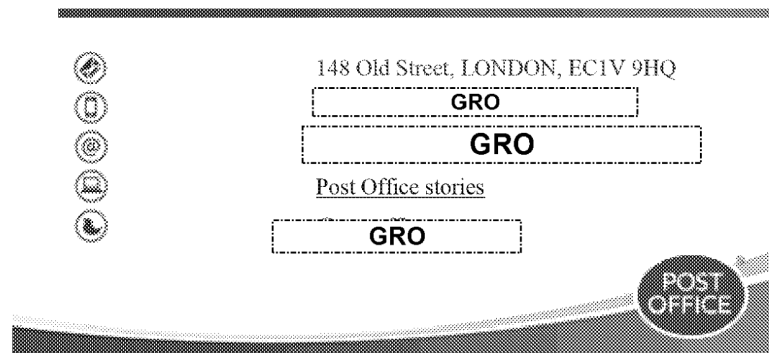 148 Old Street, LONDON, EC1V 9HQ
GRO
GRO
@
Post Office stories
GRO
POST
OFFICE